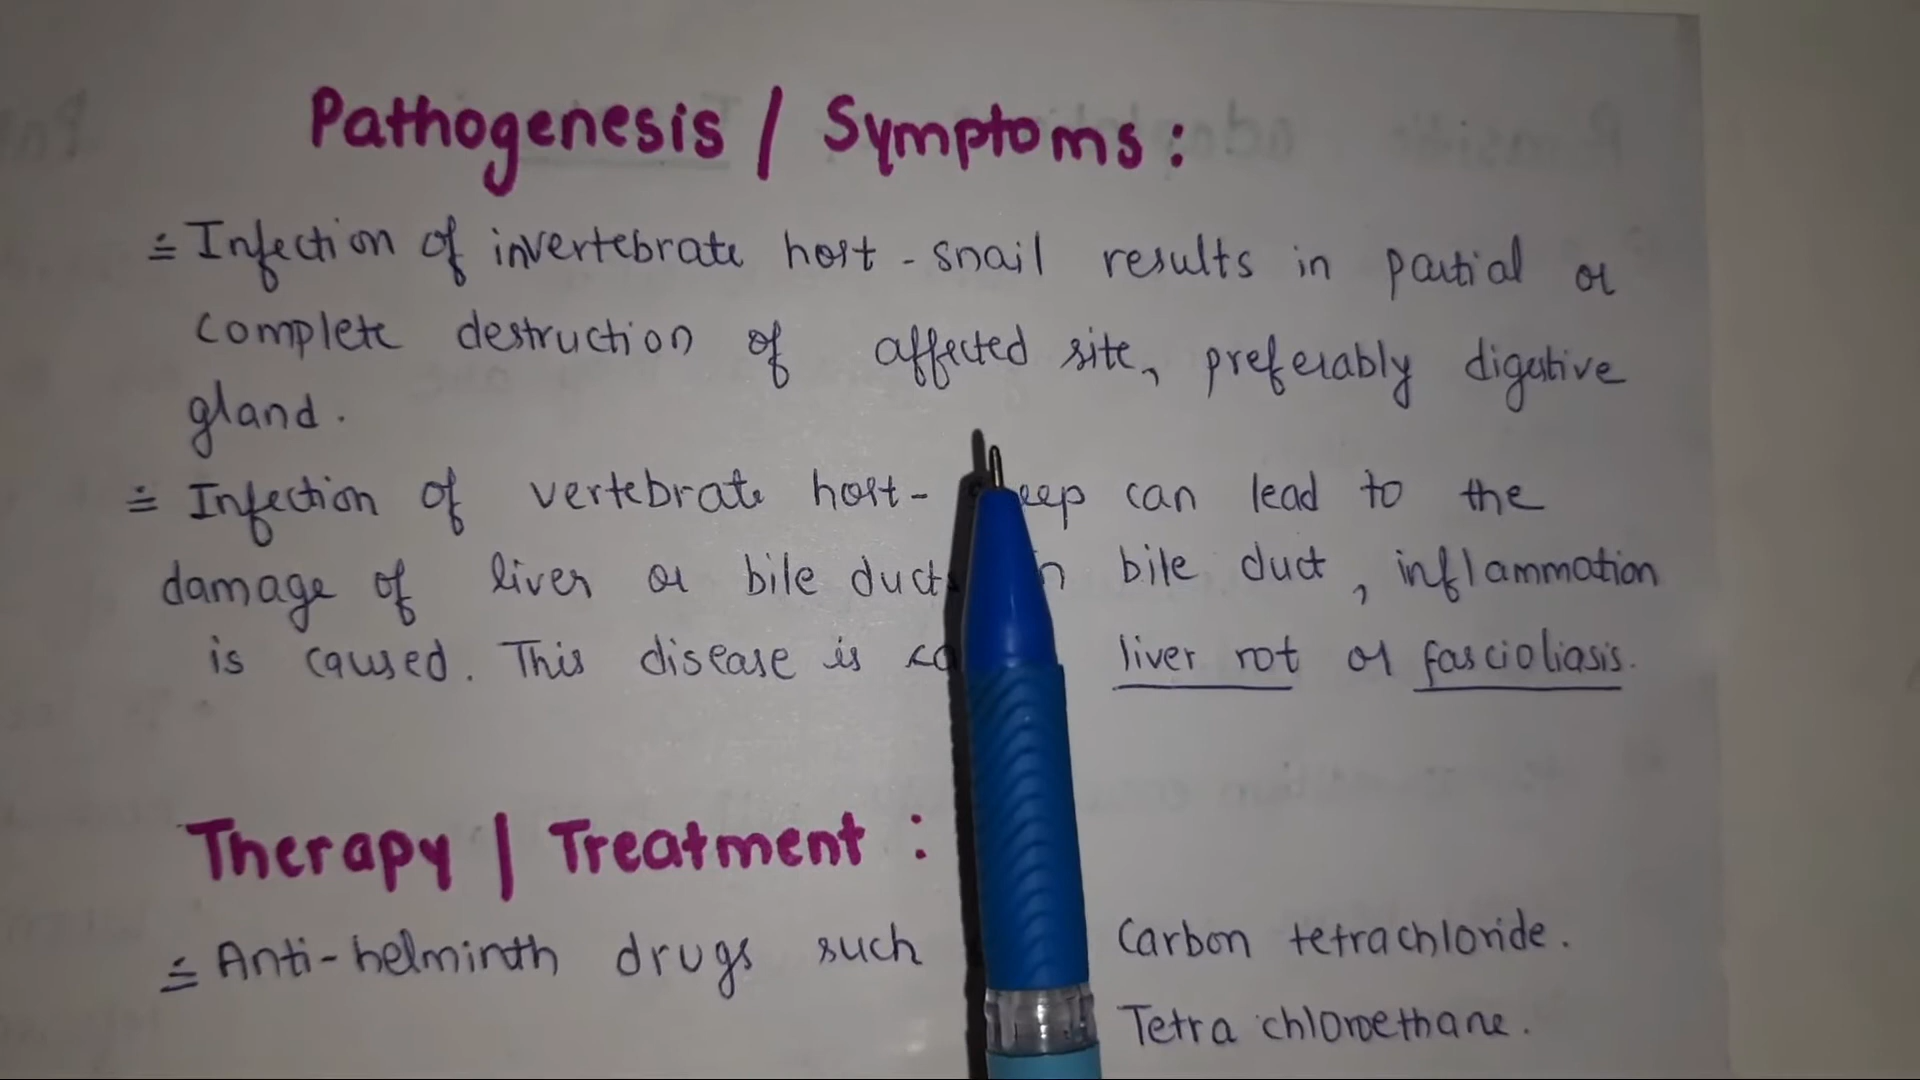 Pathogenesis / Symptoms:
Infection of invertebrate host - snail results in partial or
complete destruction of affected site, preferably digestive
gland.
Infection of vertebrate host - can lead to the
damage of liver or bile duct bile duct, inflammation
is caused. This disease is liver rot or fascioliasis.
Therapy / Treatment:
Anti-helminth drugs such Carbon tetrachloride.
Tetra chloroethane.